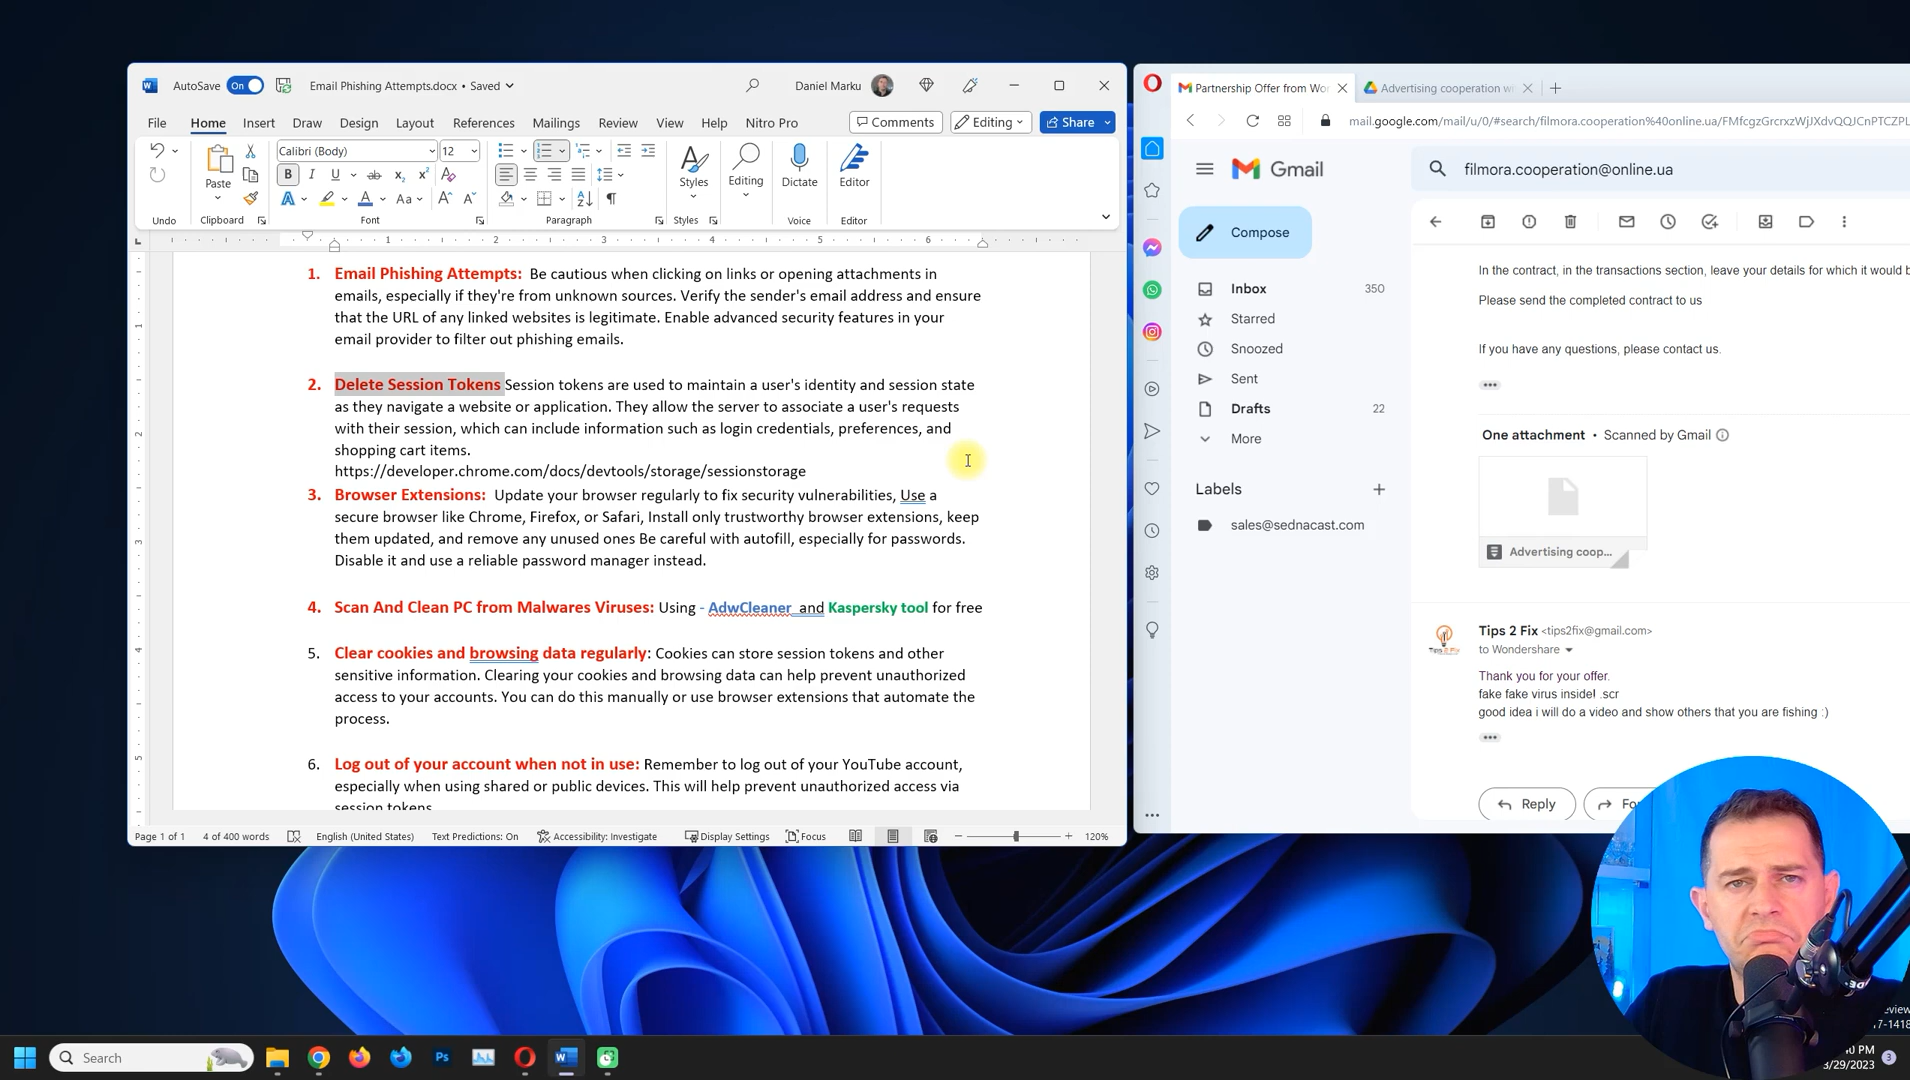 AutoSave On Email Phishing Attempts.docx • Saved Daniel Marku
File Home Insert Draw Design Layout References Mailings Review View Help Nitro Pro Comments Editing Share
Calibri (Body) 12
Paste Styles Editing Dictate Editor
Undo Clipboard Font Paragraph Styles Voice Editor
1 2 3 4 5 6
1. Email Phishing Attempts: Be cautious when clicking on links or opening attachments in
emails, especially if they're from unknown sources. Verify the sender's email address and ensure
that the URL of any linked websites is legitimate. Enable advanced security features in your
email provider to filter out phishing emails.
2. Delete Session Tokens Session tokens are used to maintain a user's identity and session state
as they navigate a website or application. They allow the server to associate a user's requests
with their session, which can include information such as login credentials, preferences, and
shopping cart items.
https://developer.chrome.com/docs/devtools/storage/sessionstorage
3. Browser Extensions: Update your browser regularly to fix security vulnerabilities, Use a
secure browser like Chrome, Firefox, or Safari, Install only trustworthy browser extensions, keep
them updated, and remove any unused ones Be careful with autofill, especially for passwords.
Disable it and use a reliable password manager instead.
4. Scan And Clean PC from Malwares Viruses: Using - AdwCleaner and Kaspersky tool for free
5. Clear cookies and browsing data regularly: Cookies can store session tokens and other
sensitive information. Clearing your cookies and browsing data can help prevent unauthorized
access to your accounts. You can do this manually or use browser extensions that automate the
process.
6. Log out of your account when not in use: Remember to log out of your YouTube account,
especially when using shared or public devices. This will help prevent unauthorized access via
session tokens.
Page 1 of 1 4 of 400 words English (United States) Text Predictions: On Accessibility: Investigate Display Settings Focus 120%
Partnership Offer from Wo Advertising cooperation w
mail.google.com/mail/u/0/#search/filmora.cooperation%40online.ua/
Gmail
filmora.cooperation@online.ua
Compose
Inbox 350
Starred
Snoozed
Sent
Drafts 22
More
Labels
sales@sednacast.com
In the contract, in the transactions section, leave your details for which it would b
Please send the completed contract to us
If you have any questions, please contact us.
One attachment • Scanned by Gmail
Advertising coop...
Tips 2 Fix <tips2fix@gmail.com>
to Wondershare
Thank you for your offer.
fake fake virus inside! .scr
good idea i will do a video and show others that you are fishing :)
Reply Fo
Search
Ps
PM
3/29/2023 3